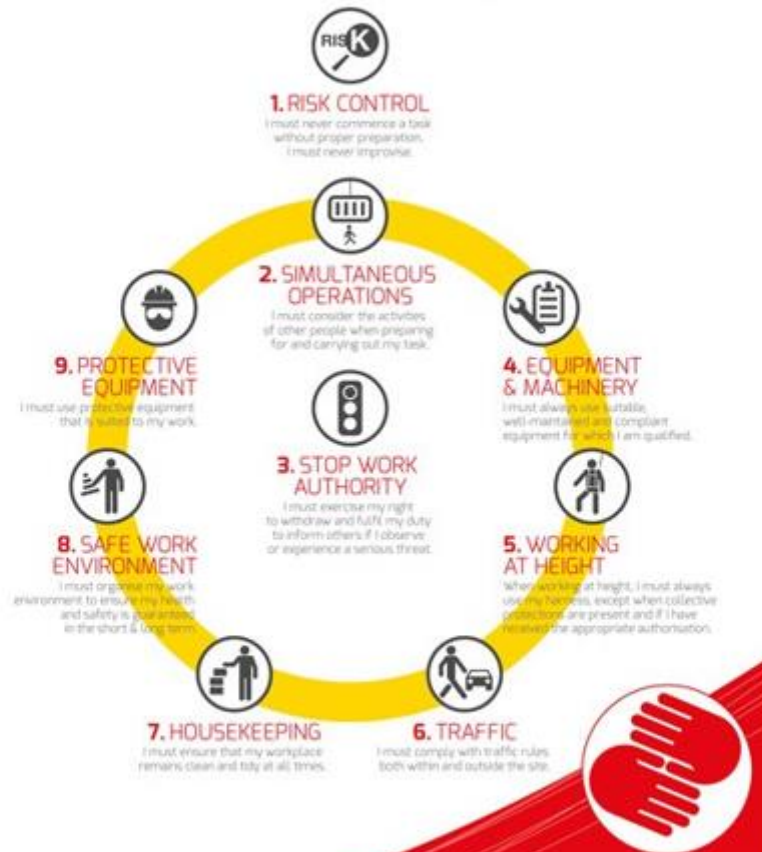 RISK
1. RISK CONTROL
I must never commence a task
without proper preparation.
I must never improvise.
2. SIMULTANEOUS
OPERATIONS
I must consider the activities
of other people when preparing
for and carrying out my task.
3. STOP WORK
AUTHORITY
I must exercise my right
to withdraw and fulfil my duty
to inform others if I observe
or experience a serious threat.
4. EQUIPMENT
& MACHINERY
I must always use suitable,
well-maintained and compliant
equipment for which I am qualified.
5. WORKING
AT HEIGHT
When working at height, I must always
use my harness, except when collective
protections are present and if I have
received the appropriate authorisation.
6. TRAFFIC
I must comply with traffic rules
both within and outside the site.
7. HOUSEKEEPING
I must ensure that my workplace
remains clean and tidy at all times.
8. SAFE WORK
ENVIRONMENT
I must organise my work
environment to ensure my health
and safety is guaranteed
in the short & long term.
9. PROTECTIVE
EQUIPMENT
I must use protective equipment
that is suited to my work.